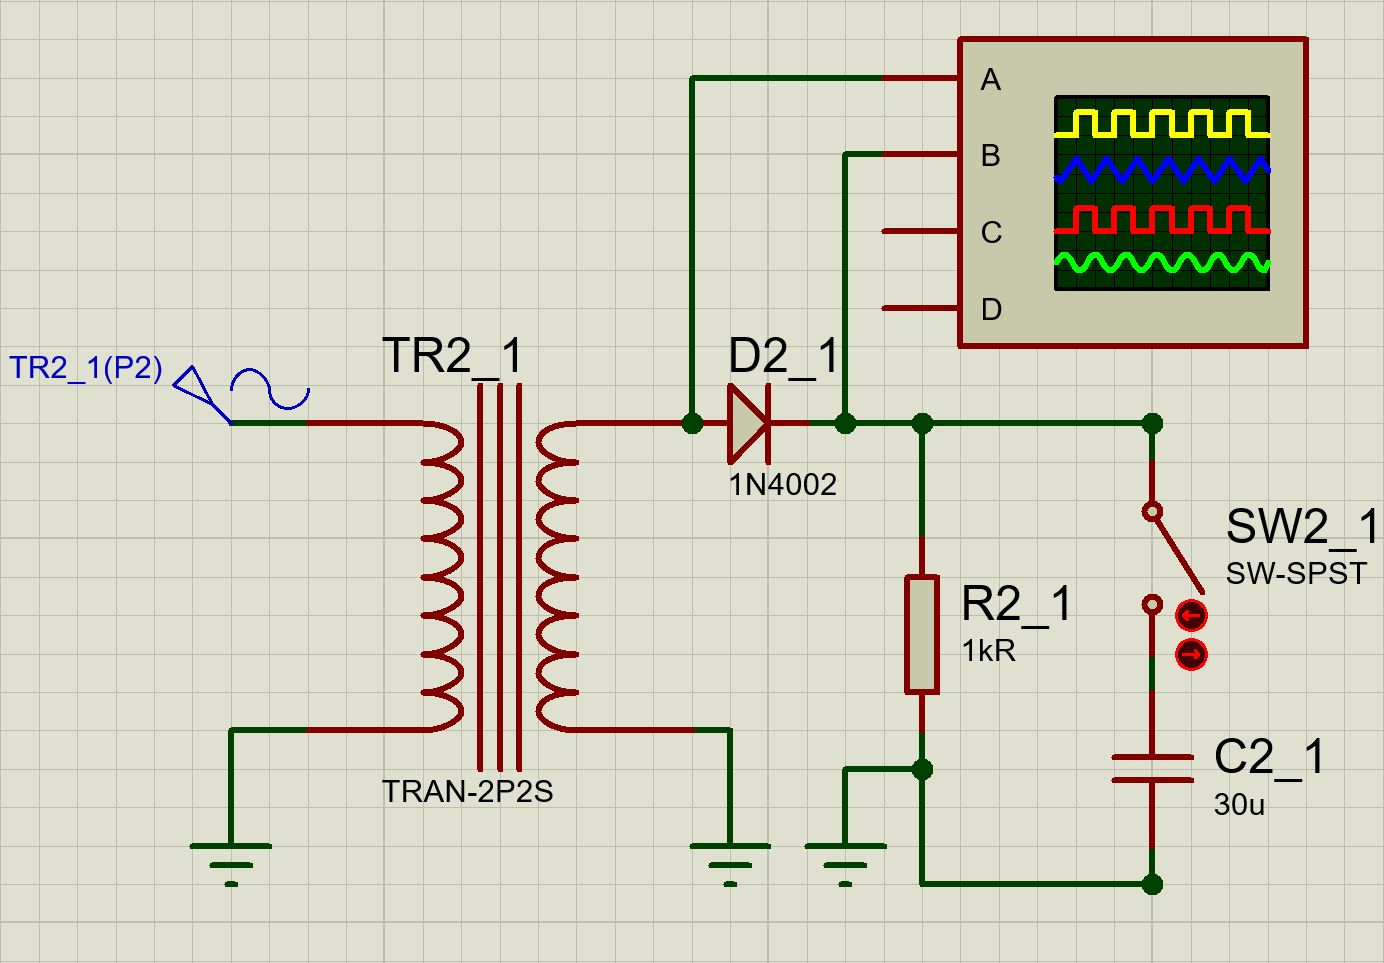 A
B
C
D
TR2_1(P2)
TR2_1
D2_1
1N4002
SW2_1
SW-SPST
R2_1
1kR
C2_1
30u
TRAN-2P2S